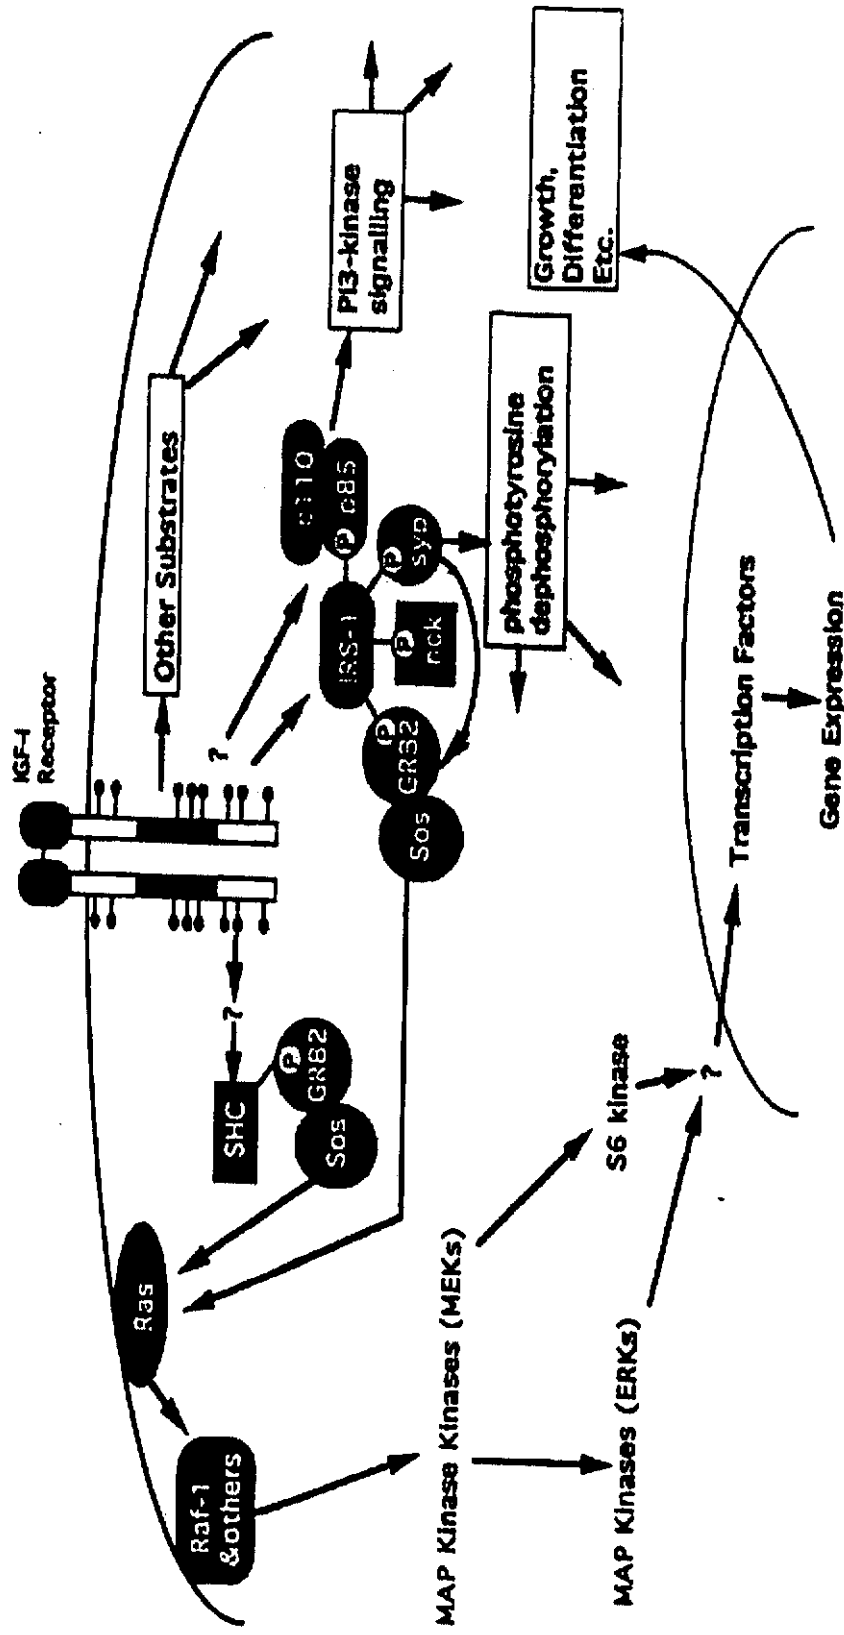 IGF-I
Receptor
Other Substrates
?
?
SHC
P
GRB2
Sos
Ras
Raf-1
&others
IRS-1
P
GRB2
Sos
P
nck
P
syp
p110
P
p85
PI3-kinase
signalling
phosphotyrosine
dephosphorylation
Growth,
Differentiation
Etc.
MAP Kinase Kinases (MEKs)
MAP Kinases (ERKs)
S6 kinase
?
Transcription Factors
Gene Expression